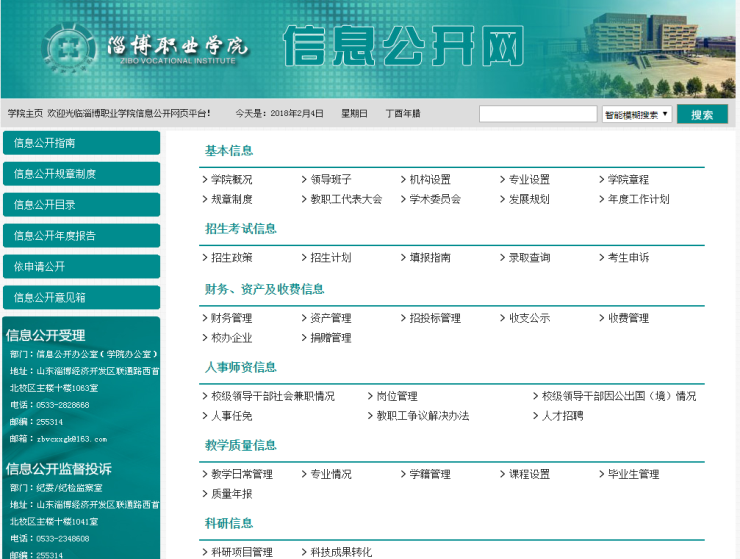 淄博职业学院 信息公开网
ZIBO VOCATIONAL INSTITUTE
学院主页 欢迎光临淄博职业学院信息公开网页平台! 今天是: 2018年2月4日 星期日 丁酉年腊 智能模糊搜索 搜索
信息公开指南
信息公开规章制度
信息公开目录
信息公开年度报告
依申请公开
信息公开意见箱
信息公开受理
部门: 信息公开办公室(学院办公室)
地址: 山东淄博经济开发区联通路西首
北校区主楼十楼1063室
电话: 0533-2828668
邮编: 255314
邮箱: zbvcxxgk@163.com
信息公开监督投诉
部门: 纪委/纪检监察室
地址: 山东淄博经济开发区联通路西首
北校区主楼十楼1041室
电话: 0533-2348608
邮编: 255314
基本信息
> 学院概况 > 领导班子 > 机构设置 > 专业设置 > 学院章程
> 规章制度 > 教职工代表大会 > 学术委员会 > 发展规划 > 年度工作计划
招生考试信息
> 招生政策 > 招生计划 > 填报指南 > 录取查询 > 考生申诉
财务、资产及收费信息
> 财务管理 > 资产管理 > 招投标管理 > 收支公示 > 收费管理
> 校办企业 > 捐赠管理
人事师资信息
> 校级领导干部社会兼职情况 > 岗位管理 > 校级领导干部因公出国(境)情况
> 人事任免 > 教职工争议解决办法 > 人才招聘
教学质量信息
> 教学日常管理 > 专业情况 > 学籍管理 > 课程设置 > 毕业生管理
> 质量年报
科研信息
> 科研项目管理 > 科技成果转化